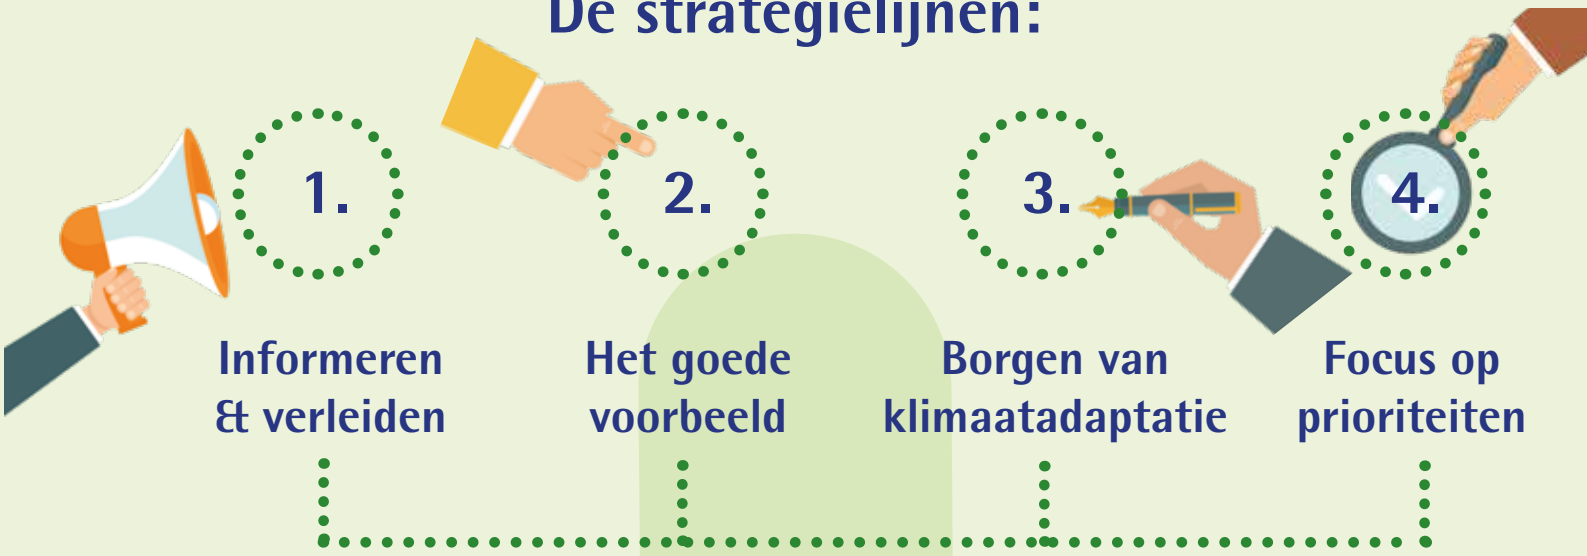 De strategielijnen:
1.
2.
3.
4.
Informeren
& verleiden
Het goede
voorbeeld
Borgen van
klimaatadaptatie
Focus op
prioriteiten